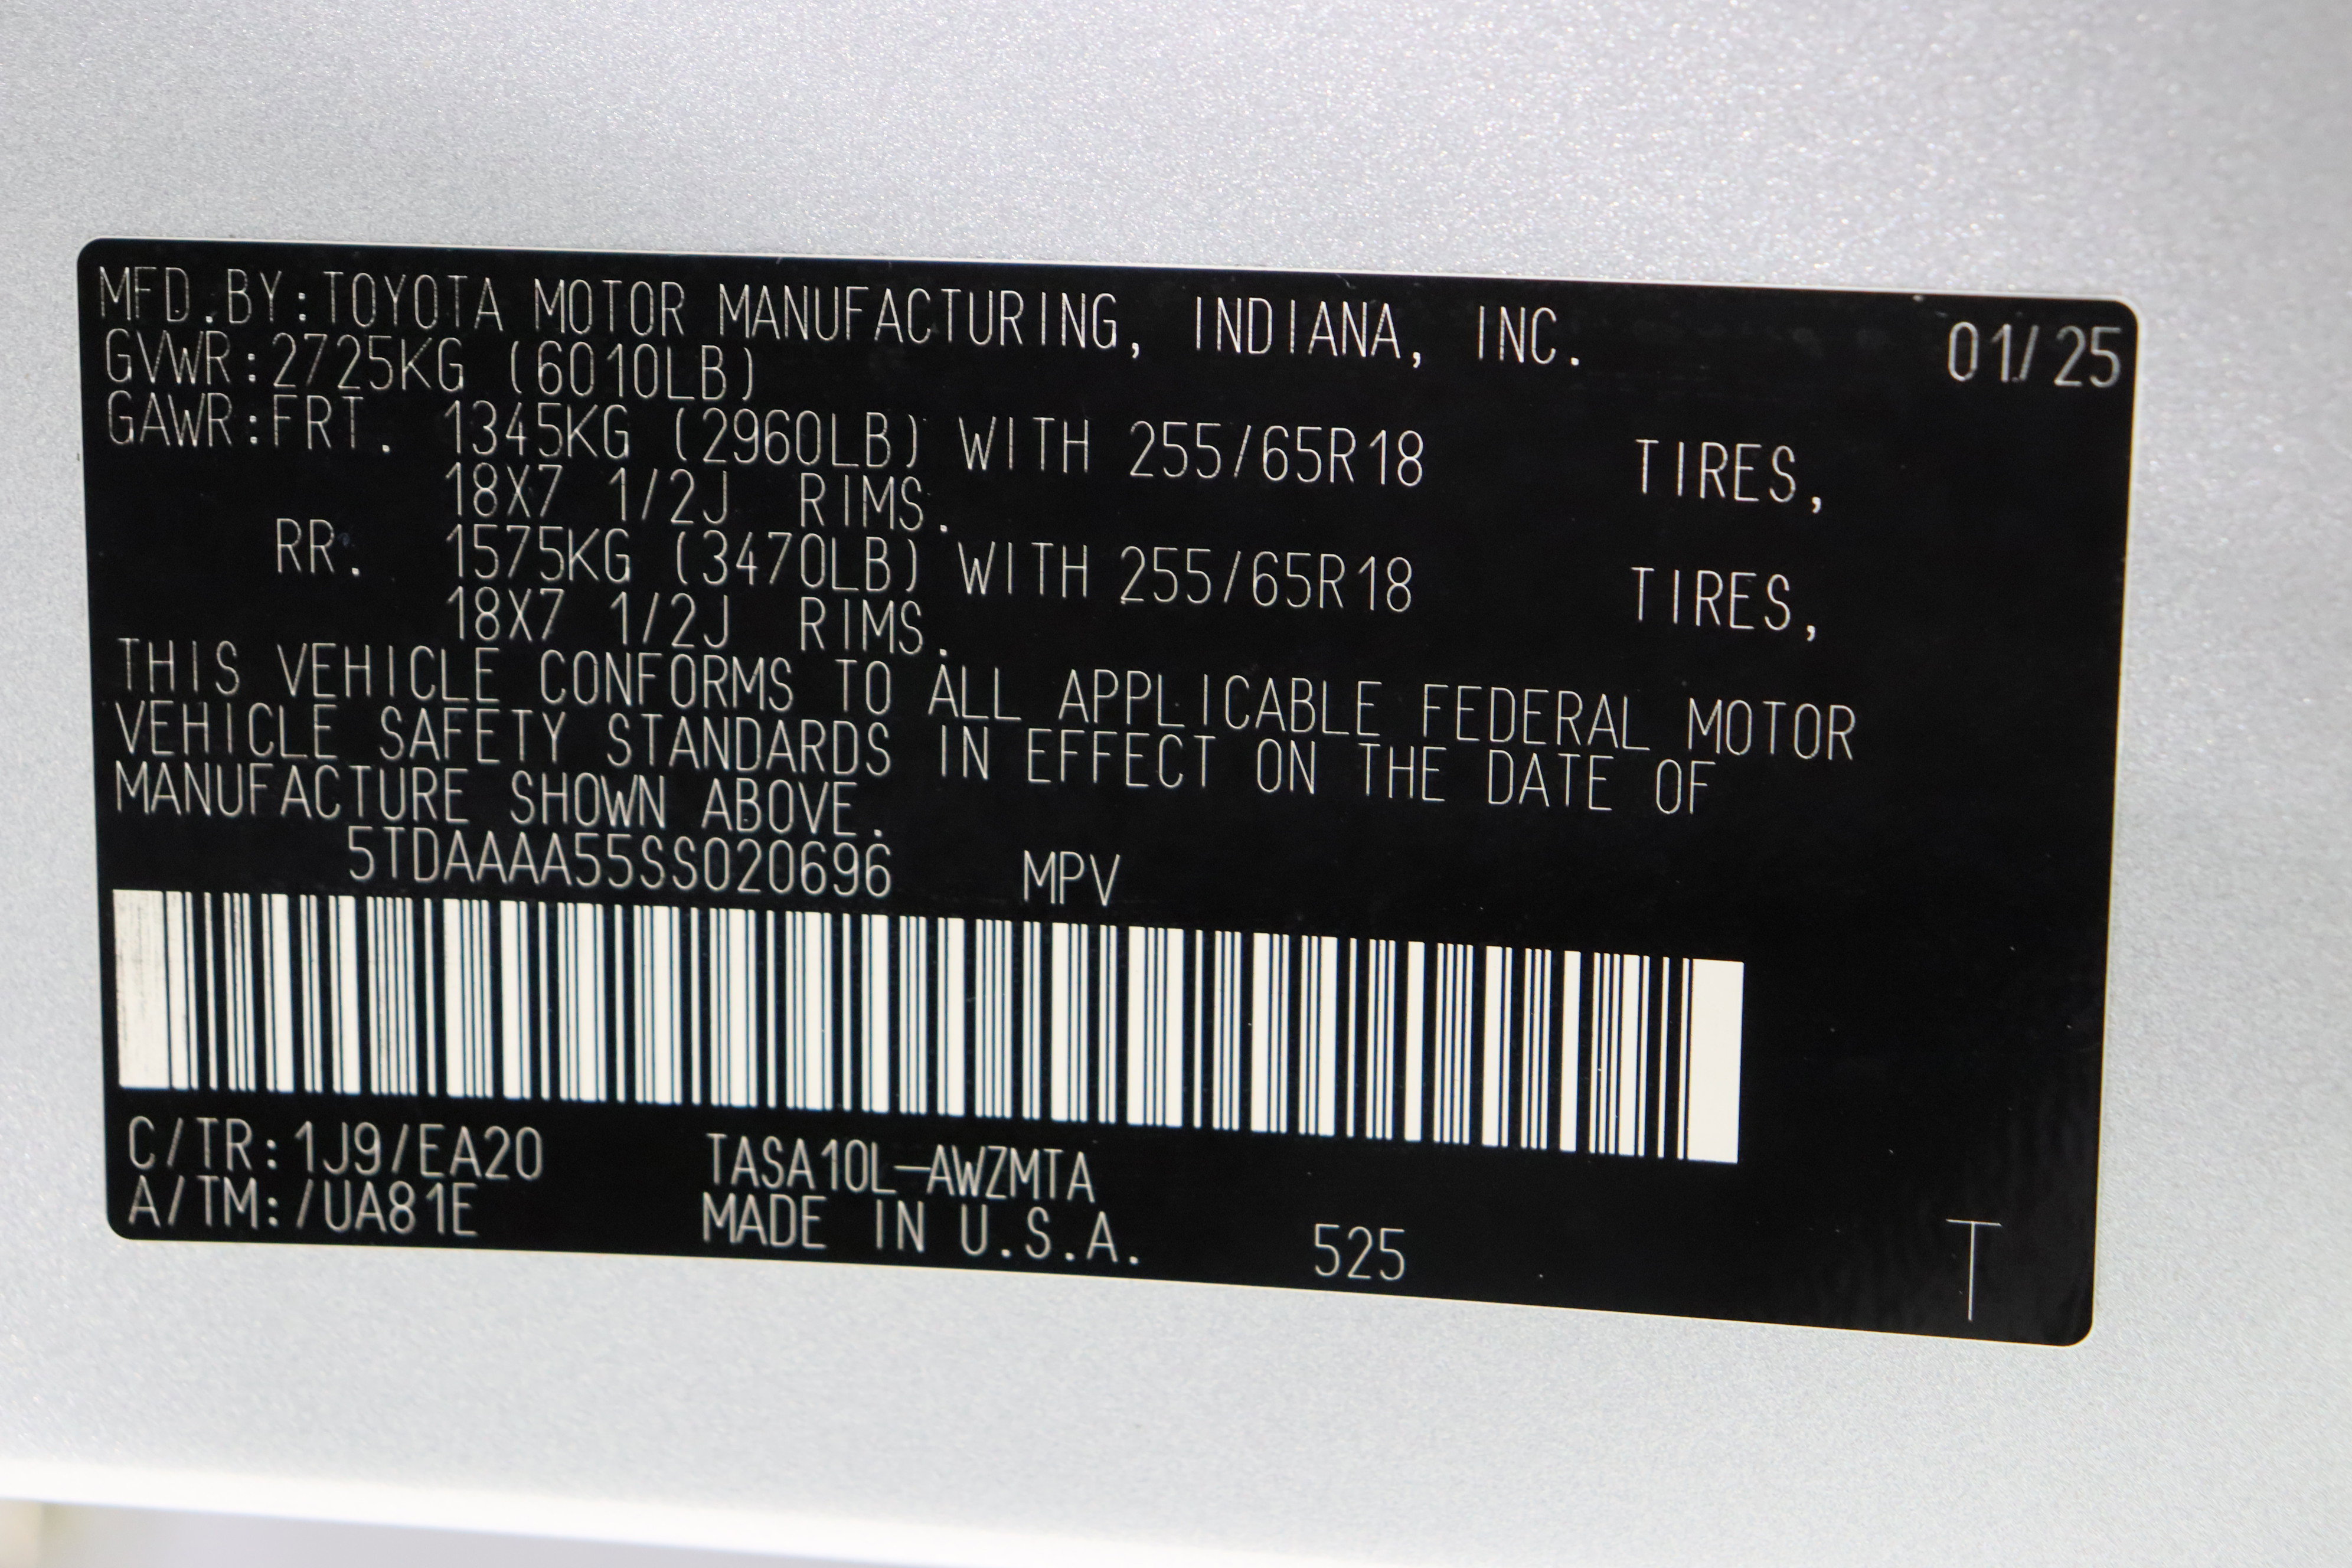 MFD.BY:TOYOTA MOTOR MANUFACTURING, INDIANA, INC. 01/25
GVWR:2725KG (6010LB)
GAWR:FRT. 1345KG (2960LB) WITH 255/65R18 TIRES,
18X7 1/2J RIMS.
RR. 1575KG (3470LB) WITH 255/65R18 TIRES,
18X7 1/2J RIMS.
THIS VEHICLE CONFORMS TO ALL APPLICABLE FEDERAL MOTOR
VEHICLE SAFETY STANDARDS IN EFFECT ON THE DATE OF
MANUFACTURE SHOWN ABOVE.
5TDAAAA55SS020696 MPV
C/TR:1J9/EA20 TASA10L-AWZMTA
A/TM:/UA81E MADE IN U.S.A. 525 T